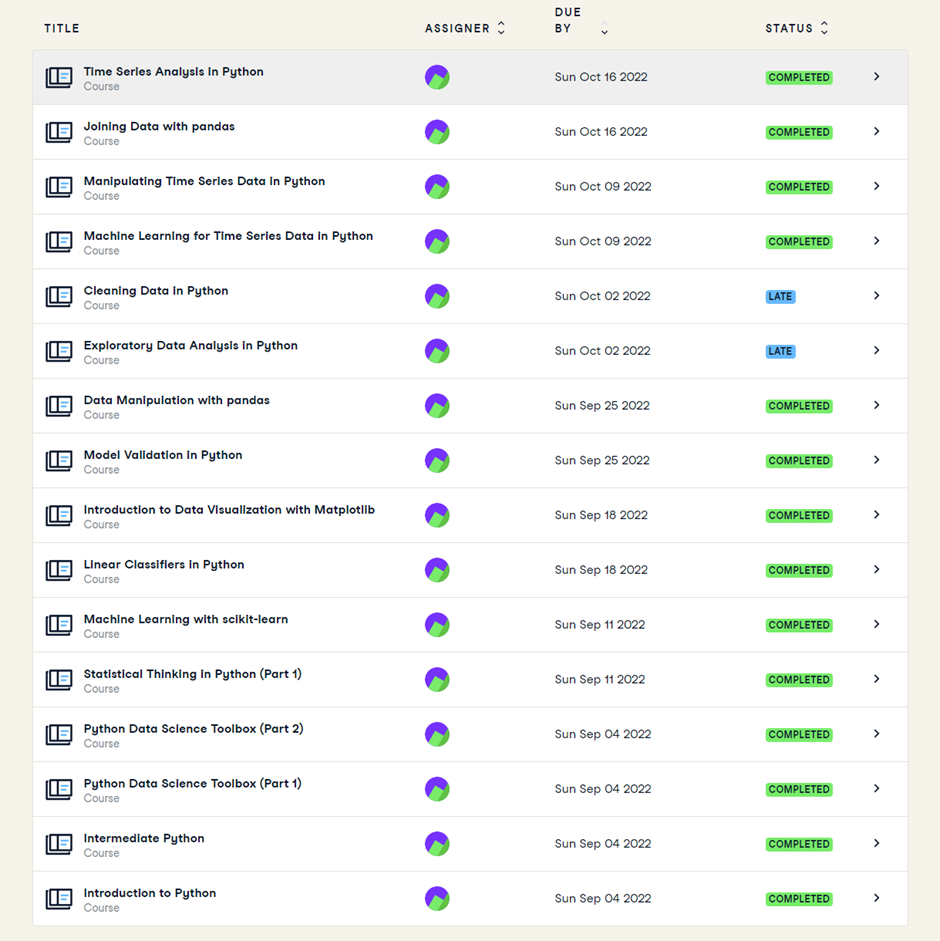 TITLE ASSIGNER DUE BY STATUS
Time Series Analysis in Python Sun Oct 16 2022 COMPLETED
Course
Joining Data with pandas Sun Oct 16 2022 COMPLETED
Course
Manipulating Time Series Data in Python Sun Oct 09 2022 COMPLETED
Course
Machine Learning for Time Series Data in Python Sun Oct 09 2022 COMPLETED
Course
Cleaning Data in Python Sun Oct 02 2022 LATE
Course
Exploratory Data Analysis in Python Sun Oct 02 2022 LATE
Course
Data Manipulation with pandas Sun Sep 25 2022 COMPLETED
Course
Model Validation in Python Sun Sep 25 2022 COMPLETED
Course
Introduction to Data Visualization with Matplotlib Sun Sep 18 2022 COMPLETED
Course
Linear Classifiers in Python Sun Sep 18 2022 COMPLETED
Course
Machine Learning with scikit-learn Sun Sep 11 2022 COMPLETED
Course
Statistical Thinking in Python (Part 1) Sun Sep 11 2022 COMPLETED
Course
Python Data Science Toolbox (Part 2) Sun Sep 04 2022 COMPLETED
Course
Python Data Science Toolbox (Part 1) Sun Sep 04 2022 COMPLETED
Course
Intermediate Python Sun Sep 04 2022 COMPLETED
Course
Introduction to Python Sun Sep 04 2022 COMPLETED
Course